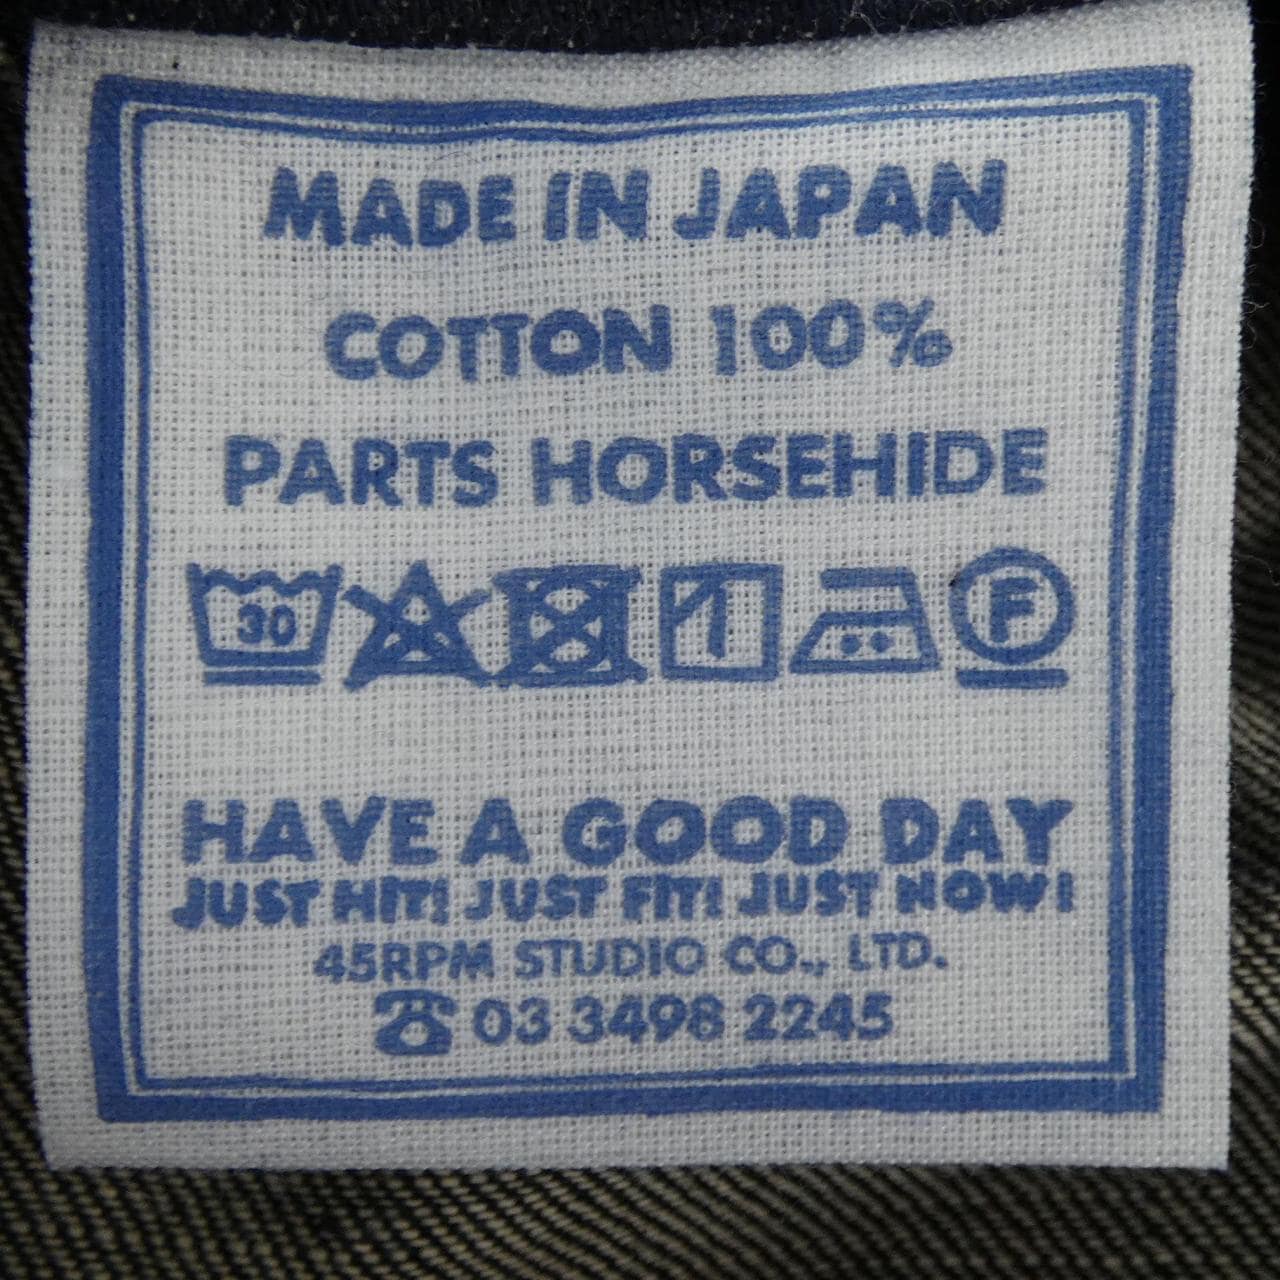 MADE IN JAPAN
COTTON 100%
PARTS HORSEHIDE
30 F
HAVE A GOOD DAY
JUST HIT! JUST FIT! JUST NOW!
45RPM STUDIO CO., LTD.
☎ 03 3498 2245